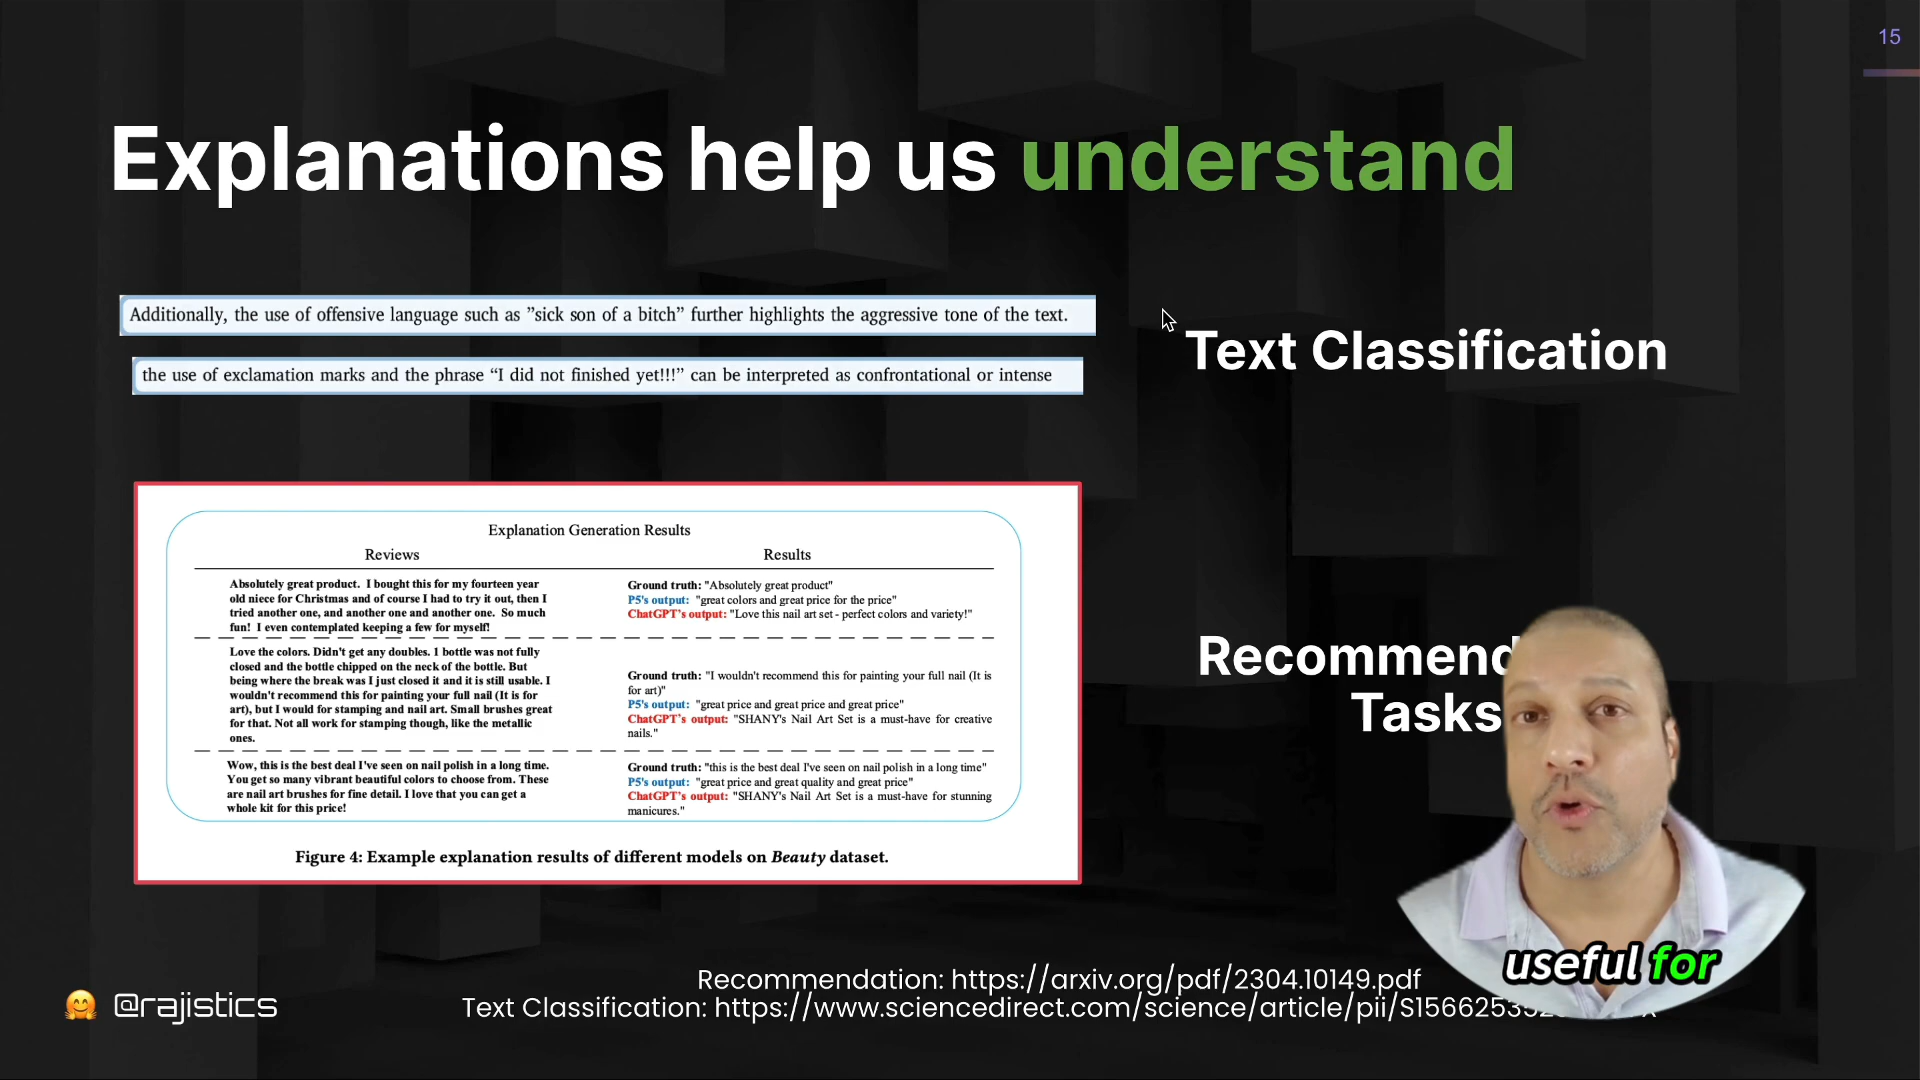 15
Explanations help us understand
Additionally, the use of offensive language such as ”sick son of a bitch” further highlights the aggressive tone of the text.
the use of exclamation marks and the phrase “I did not finished yet!!!” can be interpreted as confrontational or intense
Text Classification
Explanation Generation Results
Reviews
Results
Absolutely great product. I bought this for my fourteen year
old niece for Christmas and of course I had to try it out, then I
tried another one, and another one and another one. So much
fun! I even contemplated keeping a few for myself!
Ground truth: "Absolutely great product"
P5's output: "great colors and great price for the price"
ChatGPT's output: "Love this nail art set - perfect colors and variety!"
Love the colors. Didn't get any doubles. 1 bottle was not fully
closed and the bottle chipped on the neck of the bottle. But
being where the break was I just closed it and it is still usable. I
wouldn't recommend this for painting your full nail (It is for
art), but I would for stamping and nail art. Small brushes great
for that. Not all work for stamping though, like the metallic
ones.
Ground truth: "I wouldn't recommend this for painting your full nail (It is
for art)"
P5's output: "great price and great price and great price"
ChatGPT's output: "SHANY's Nail Art Set is a must-have for creative
nails."
Wow, this is the best deal I've seen on nail polish in a long time.
You get so many vibrant beautiful colors to choose from. These
are nail art brushes for fine detail. I love that you can get a
whole kit for this price!
Ground truth: "this is the best deal I've seen on nail polish in a long time"
P5's output: "great price and great quality and great price"
ChatGPT's output: "SHANY's Nail Art Set is a must-have for stunning
manicures."
Figure 4: Example explanation results of different models on Beauty dataset.
Recommend
Tasks
useful for
@rajistics
Recommendation: https://arxiv.org/pdf/2304.10149.pdf
Text Classification: https://www.sciencedirect.com/science/article/pii/S1566253